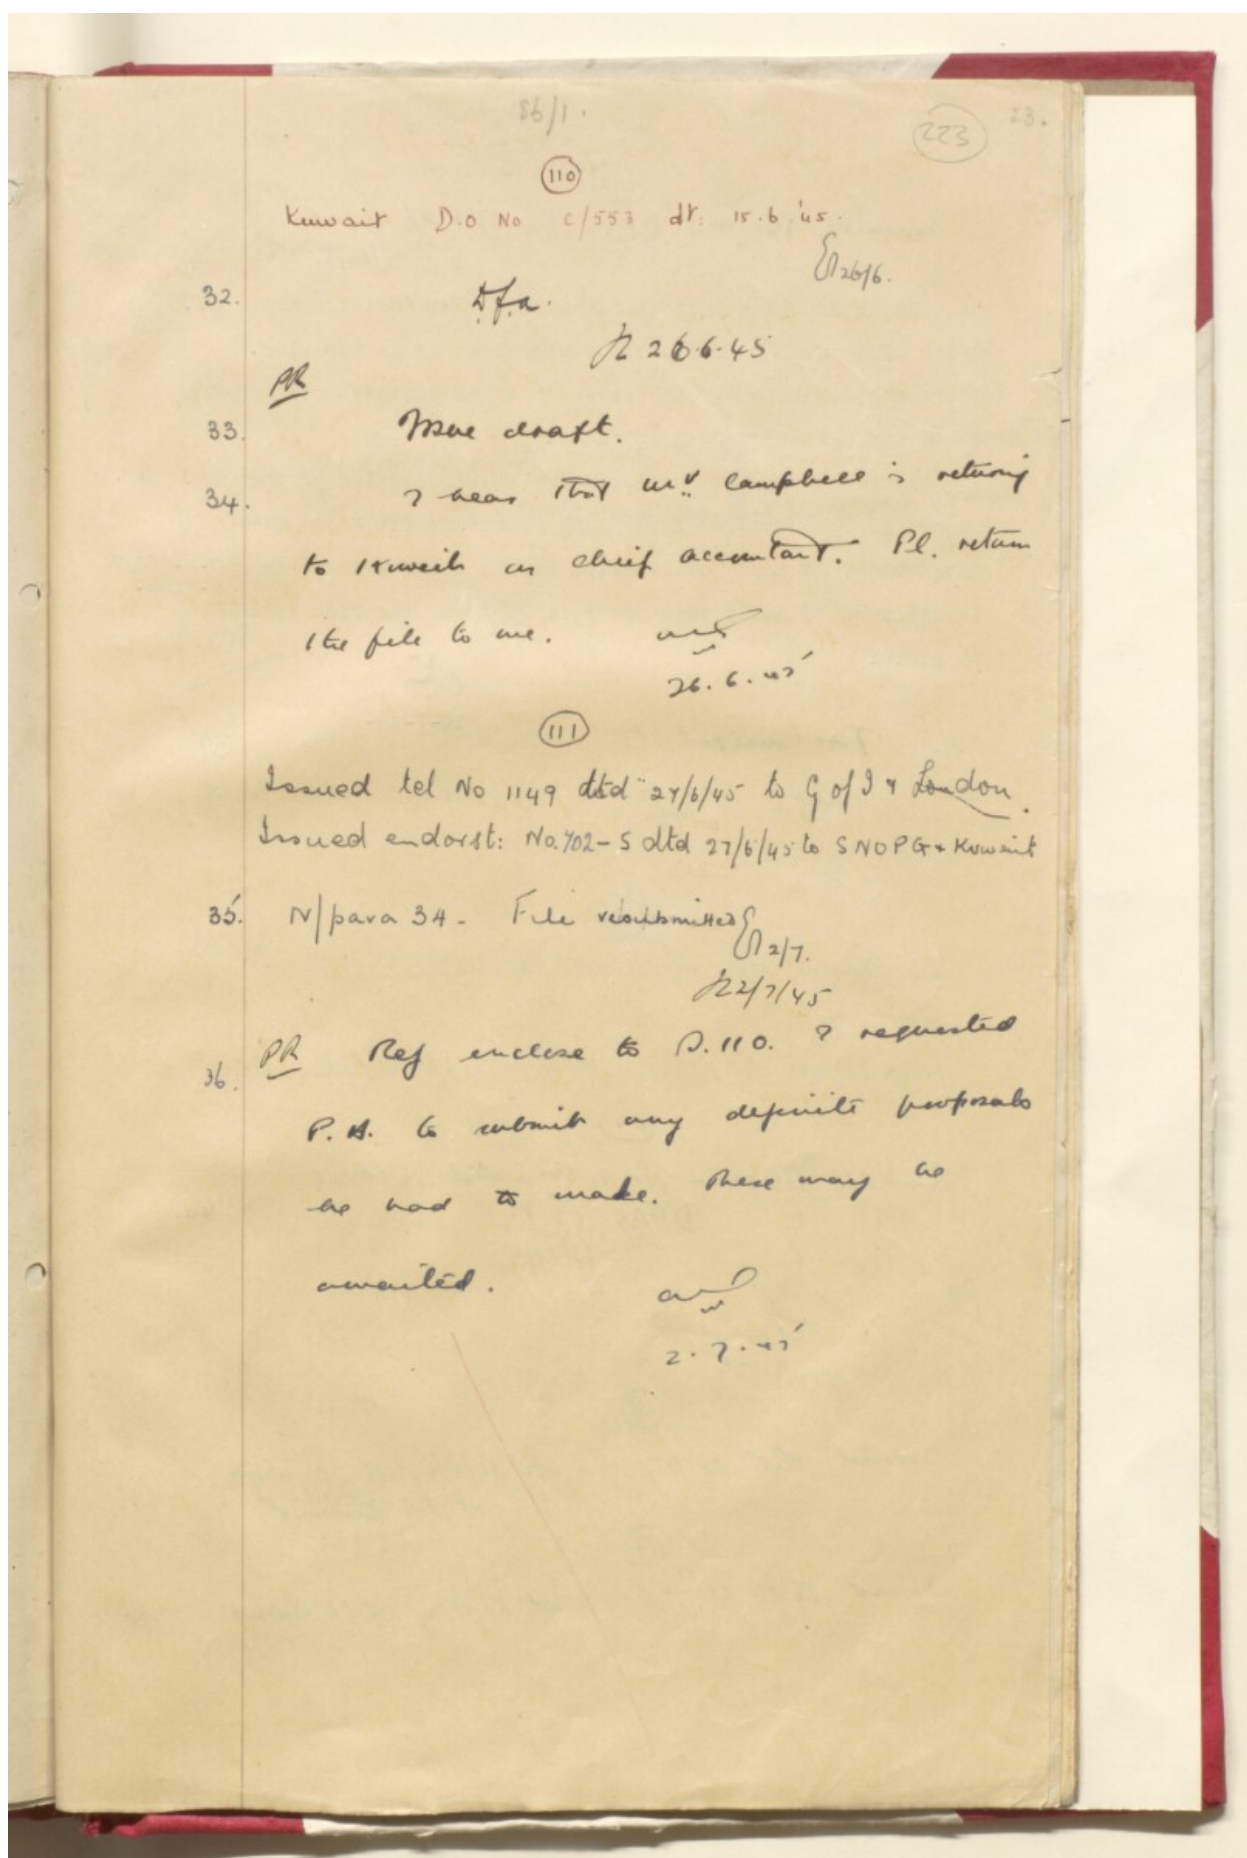 86/1.
223
23.
110
Kuwait D.O No C/553 dt: 15.6.'45.
26/6.
32. D.f.a.
26.6.45
PR
33. draft.
34. I hear that Mr. Campbell is returning
to Kuweit as chief accountant. Pl. return
the file to me.
26.6.45
111
Issued tel No 1149 dtd 27/6/45 to G of I & London.
Issued endorst: No. 702-S dtd 27/6/45 to SNOPG & Kuwait
35. N/para 34 - File resubmitted
2/7.
2/7/45
36. PR Ref enclose to S.110. I requested
P.A. to submit any definite proposals
he had to make. These may be
awaited.
2.7.45